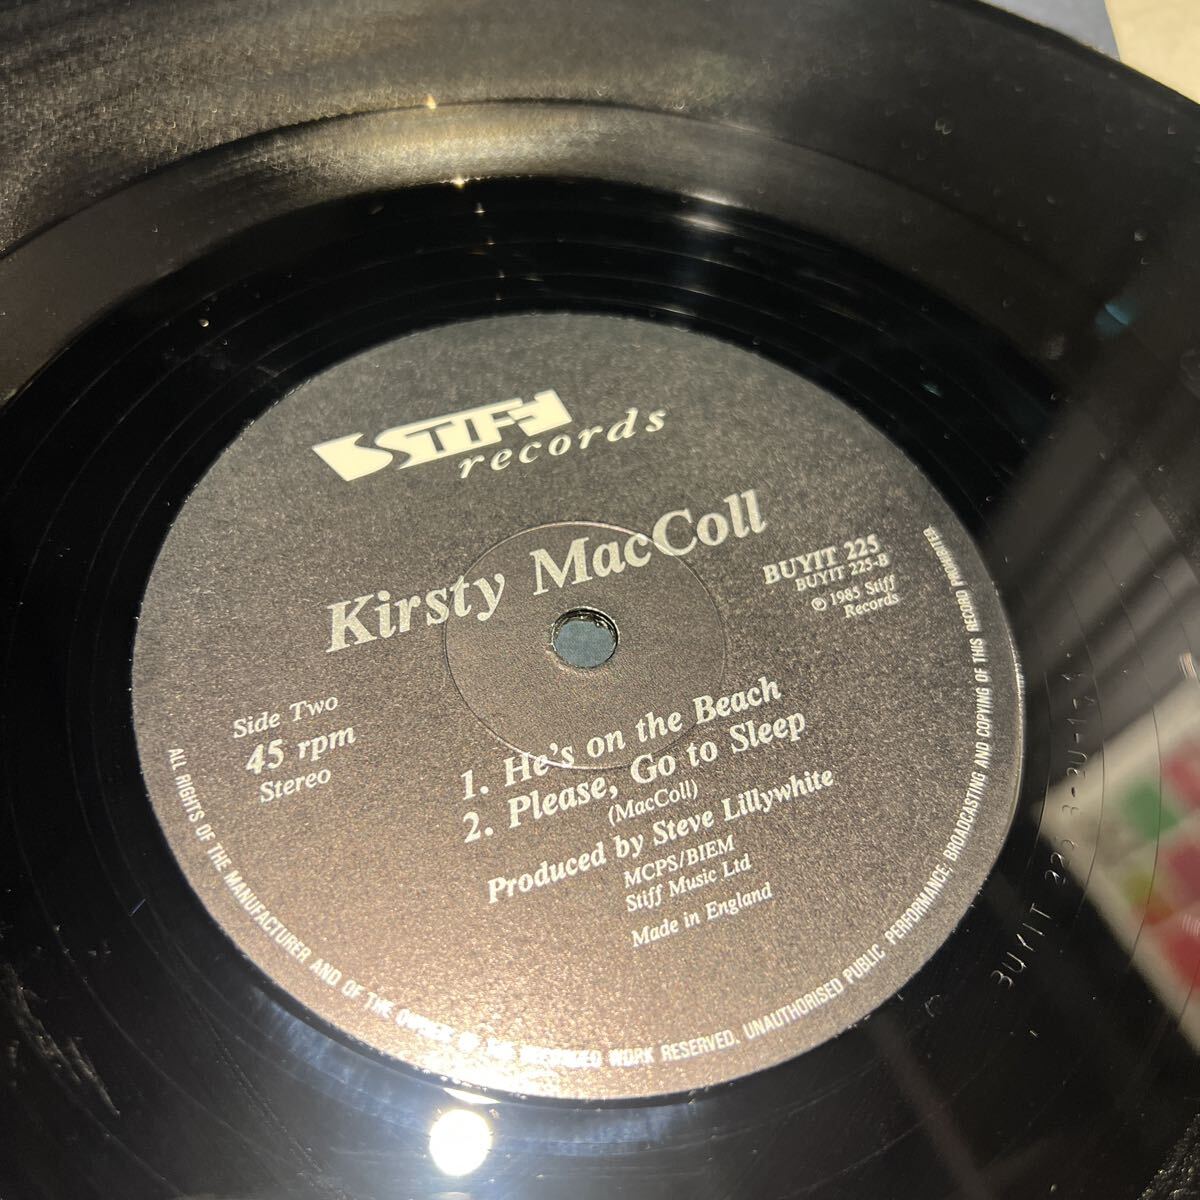 STIFF
records
Kirsty MacColl
BUYIT 225
BUYIT 225-B
℗ 1985 Stiff
Records
Side Two
45 rpm
Stereo
1. He's on the Beach
2. Please, Go to Sleep
(MacColl)
Produced by Steve Lillywhite
MCPS/BIEM
Stiff Music Ltd
Made in England
ALL RIGHTS OF THE MANUFACTURER AND OF THE OWNER OF THE RECORDED WORK RESERVED. UNAUTHORISED PUBLIC PERFORMANCE, BROADCASTING AND COPYING OF THIS RECORD PROHIBITED
BUYIT 225